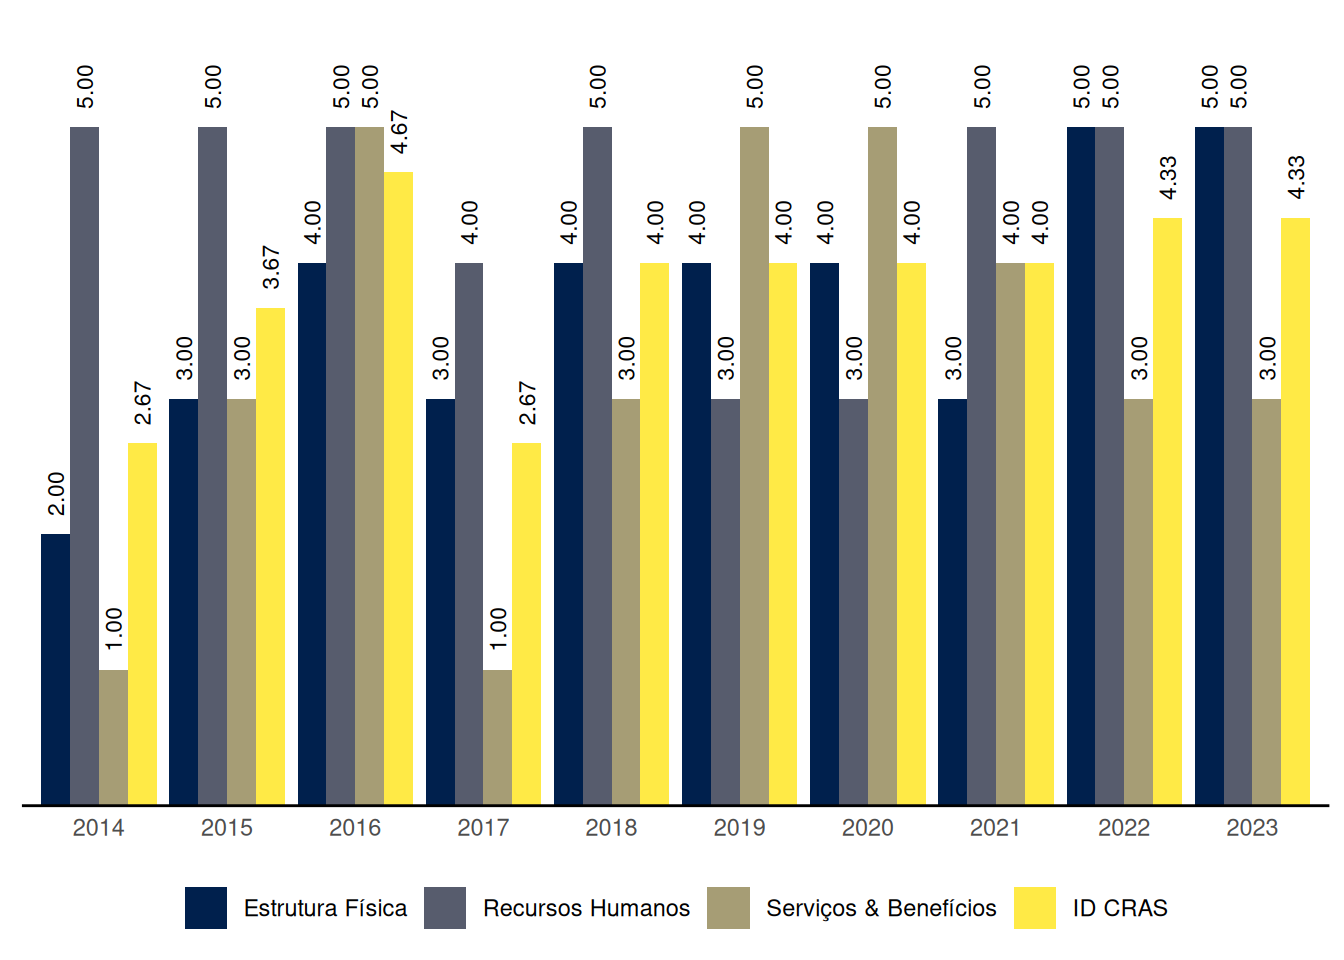 5.00 5.00 5.00 5.00 5.00 5.00 5.00 5.00 5.00 5.00 5.00 5.00
4.67
4.33 4.33
4.00 4.00 4.00 4.00 4.00 4.00 4.00 4.00 4.00 4.00
3.67
3.00 3.00 3.00 3.00 3.00 3.00 3.00 3.00 3.00
2.67 2.67
2.00
1.00 1.00
2014 2015 2016 2017 2018 2019 2020 2021 2022 2023
Estrutura Física Recursos Humanos Serviços & Benefícios ID CRAS